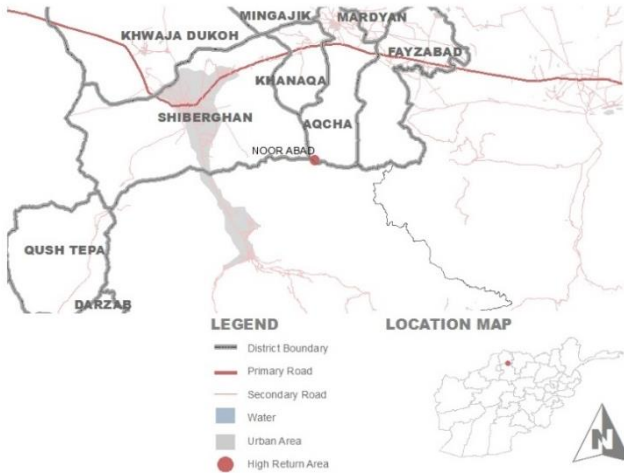 MINGAJIK
MARDYAN
KHWAJA DUKOH
FAYZABAD
KHANAQA
SHIBERGHAN
AQCHA
NOOR ABAD
QUSH TEPA
DARZAB
LEGEND
LOCATION MAP
District Boundary
Primary Road
Secondary Road
Water
Urban Area
High Return Area
N